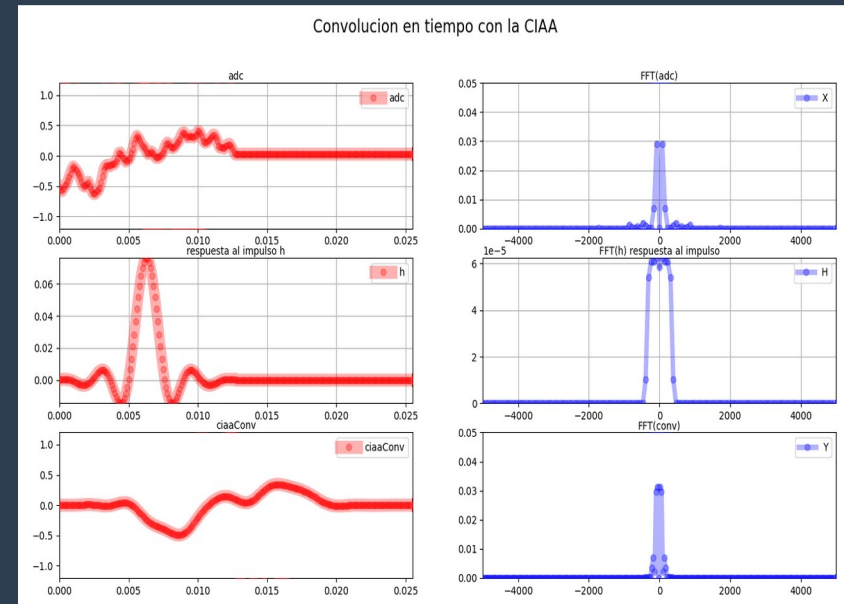 Convolucion en tiempo con la CIAA
adc
1.0
0.5
0.0
−0.5
−1.0
adc
0.000 0.005 0.010 0.015 0.020 0.025
FFT(adc)
0.05
0.04
0.03
0.02
0.01
0.00
X
−4000 −2000 0 2000 4000
respuesta al impulso h
0.06
0.04
0.02
0.00
h
0.000 0.005 0.010 0.015 0.020 0.025
1e−5
FFT(h) respuesta al impulso
6
4
2
0
H
−4000 −2000 0 2000 4000
ciaaConv
1.0
0.5
0.0
−0.5
−1.0
ciaaConv
0.000 0.005 0.010 0.015 0.020 0.025
FFT(conv)
0.05
0.04
0.03
0.02
0.01
0.00
Y
−4000 −2000 0 2000 4000